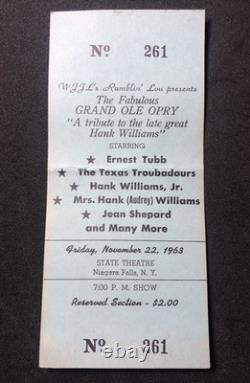 No 261
WJJL's Ramblin' Lou presents
The Fabulous
GRAND OLE OPRY
"A tribute to the late great
Hank Williams"
STARRING
★ Ernest Tubb
★ The Texas Troubadours
★ Hank Williams, Jr.
★ Mrs. Hank (Audrey) Williams
★ Jean Shepard
and Many More
Friday, November 22, 1963
STATE THEATRE
Niagara Falls, N. Y.
7:00 P. M. SHOW
Reserved Section - $2.00
No 261